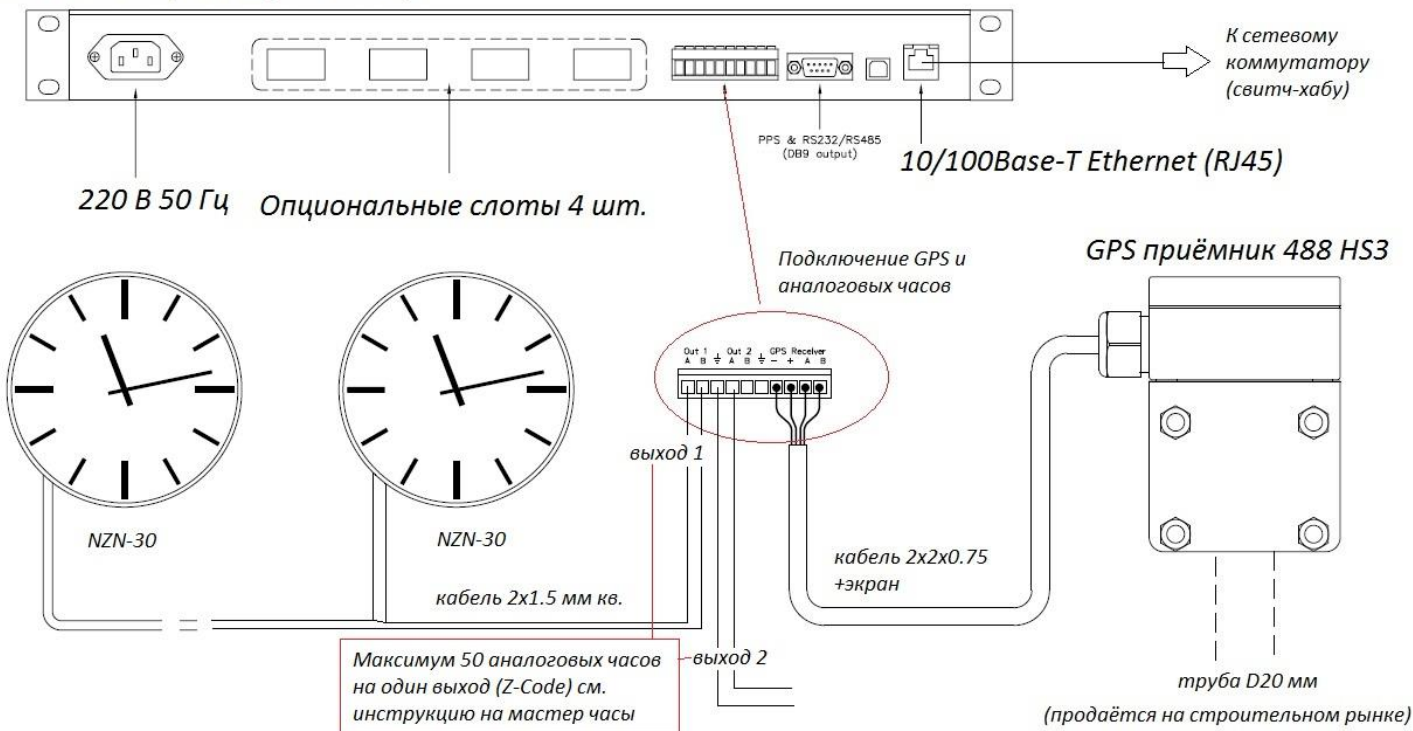 К сетевому
коммутатору
(свитч-хабу)
PPS & RS232/RS485
(DB9 output)
10/100Base-T Ethernet (RJ45)
220 В 50 Гц
Опциональные слоты 4 шт.
Подключение GPS и
аналоговых часов
GPS приёмник 488 HS3
Out 1 Out 2 GPS Receiver
A B A B - + A B
выход 1
NZN-30
NZN-30
кабель 2x2x0.75
+экран
кабель 2x1.5 мм кв.
Максимум 50 аналоговых часов
на один выход (Z-Code) см.
инструкцию на мастер часы
выход 2
труба D20 мм
(продаётся на строительном рынке)